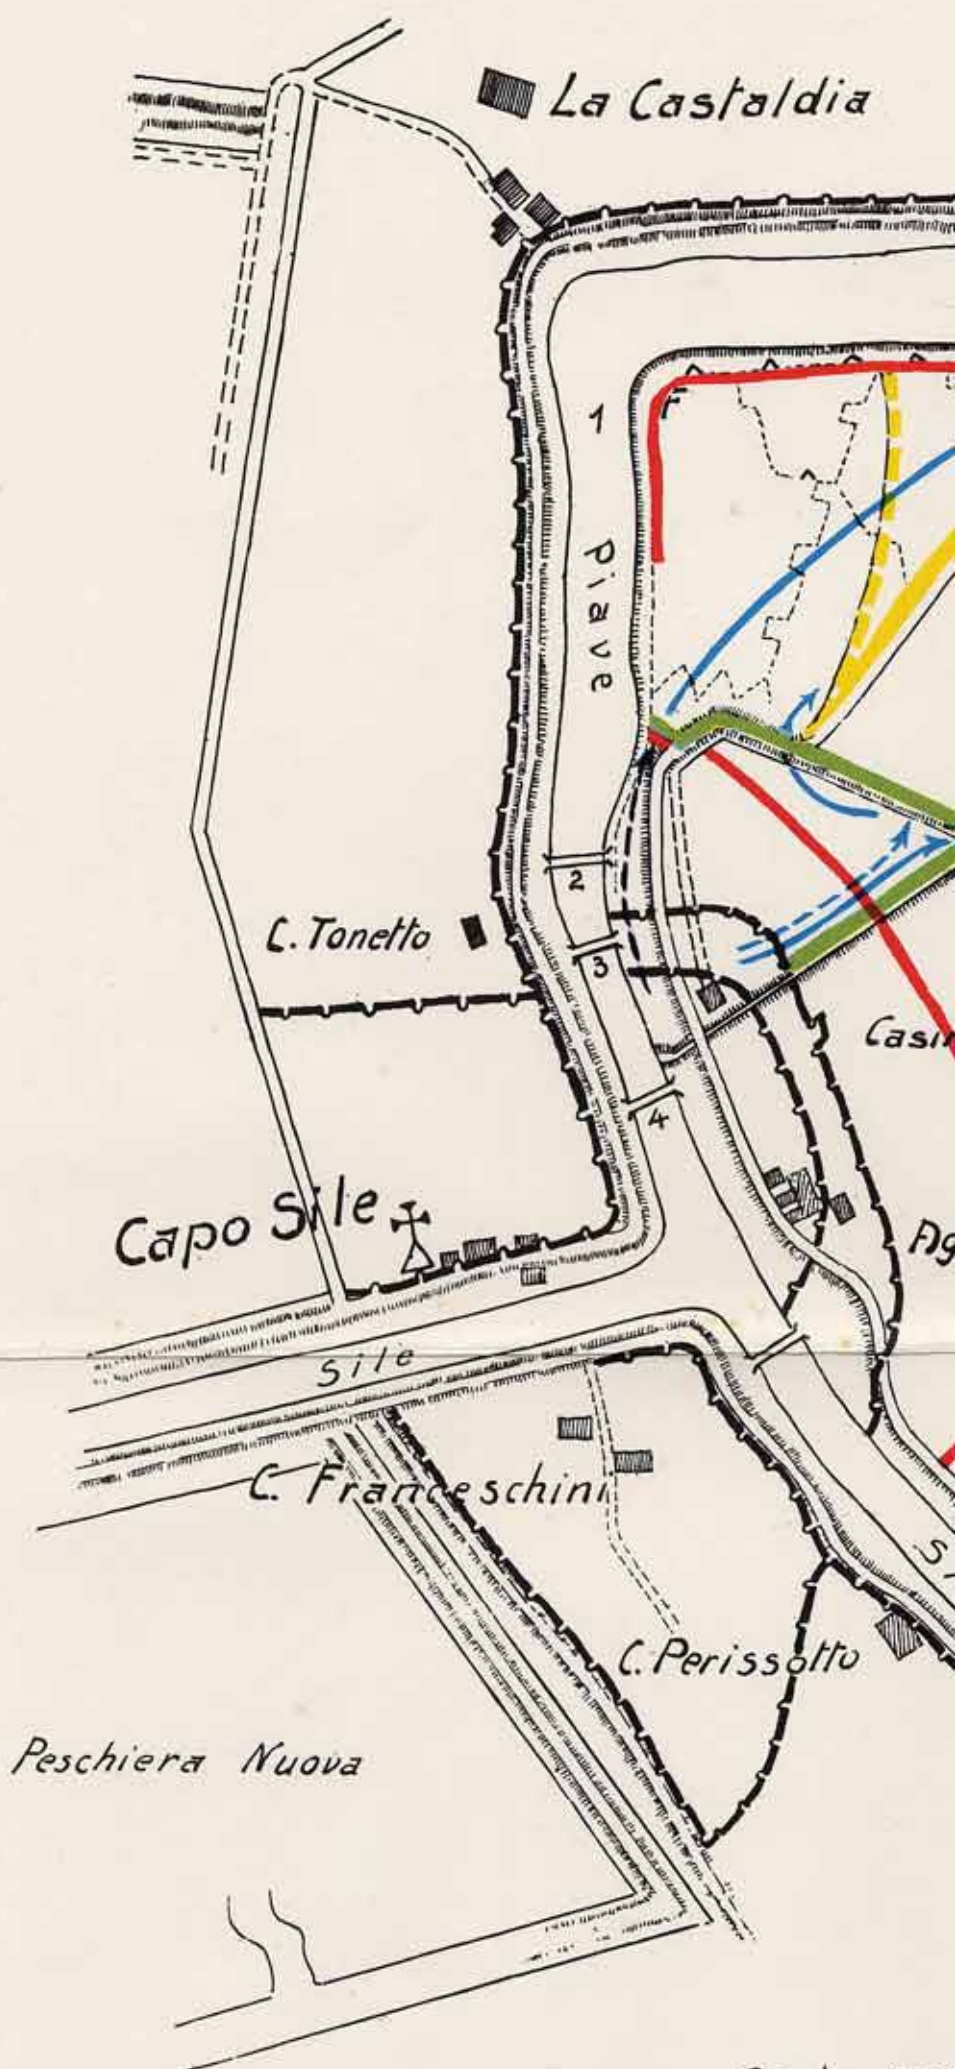 La Castaldia
1
Piave
2
C. Tonetto
3
4
Capo Sile
Sile
C. Franceschini
C. Perissotto
Peschiera Nuova